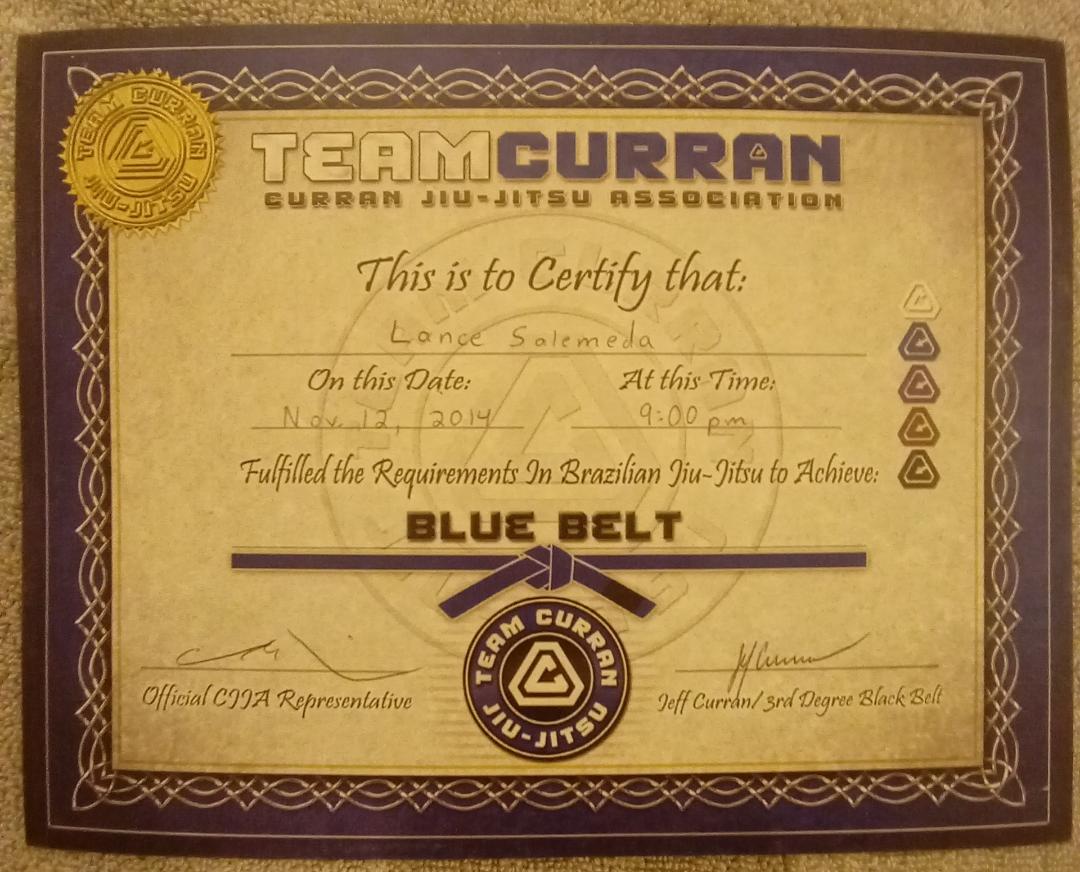 TEAM CURRAN
JIU-JITSU
TEAMCURRAN
CURRAN JIU-JITSU ASSOCIATION
This is to Certify that:
Lance Salemeda
On this Date: At this Time:
Nov. 12, 2014 9:00 pm
Fulfilled the Requirements In Brazilian Jiu-Jitsu to Achieve:
BLUE BELT
TEAM CURRAN
JIU-JITSU
Official CJJA Representative
Jeff Curran/3rd Degree Black Belt